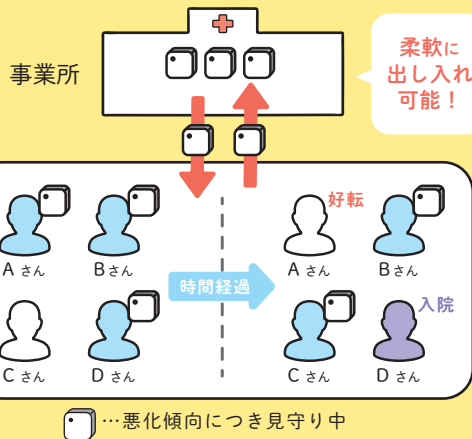 事業所
柔軟に
出し入れ
可能！
Aさん
Bさん
Cさん
Dさん
時間経過
好転
Aさん
Bさん
入院
Cさん
Dさん
…悪化傾向につき見守り中